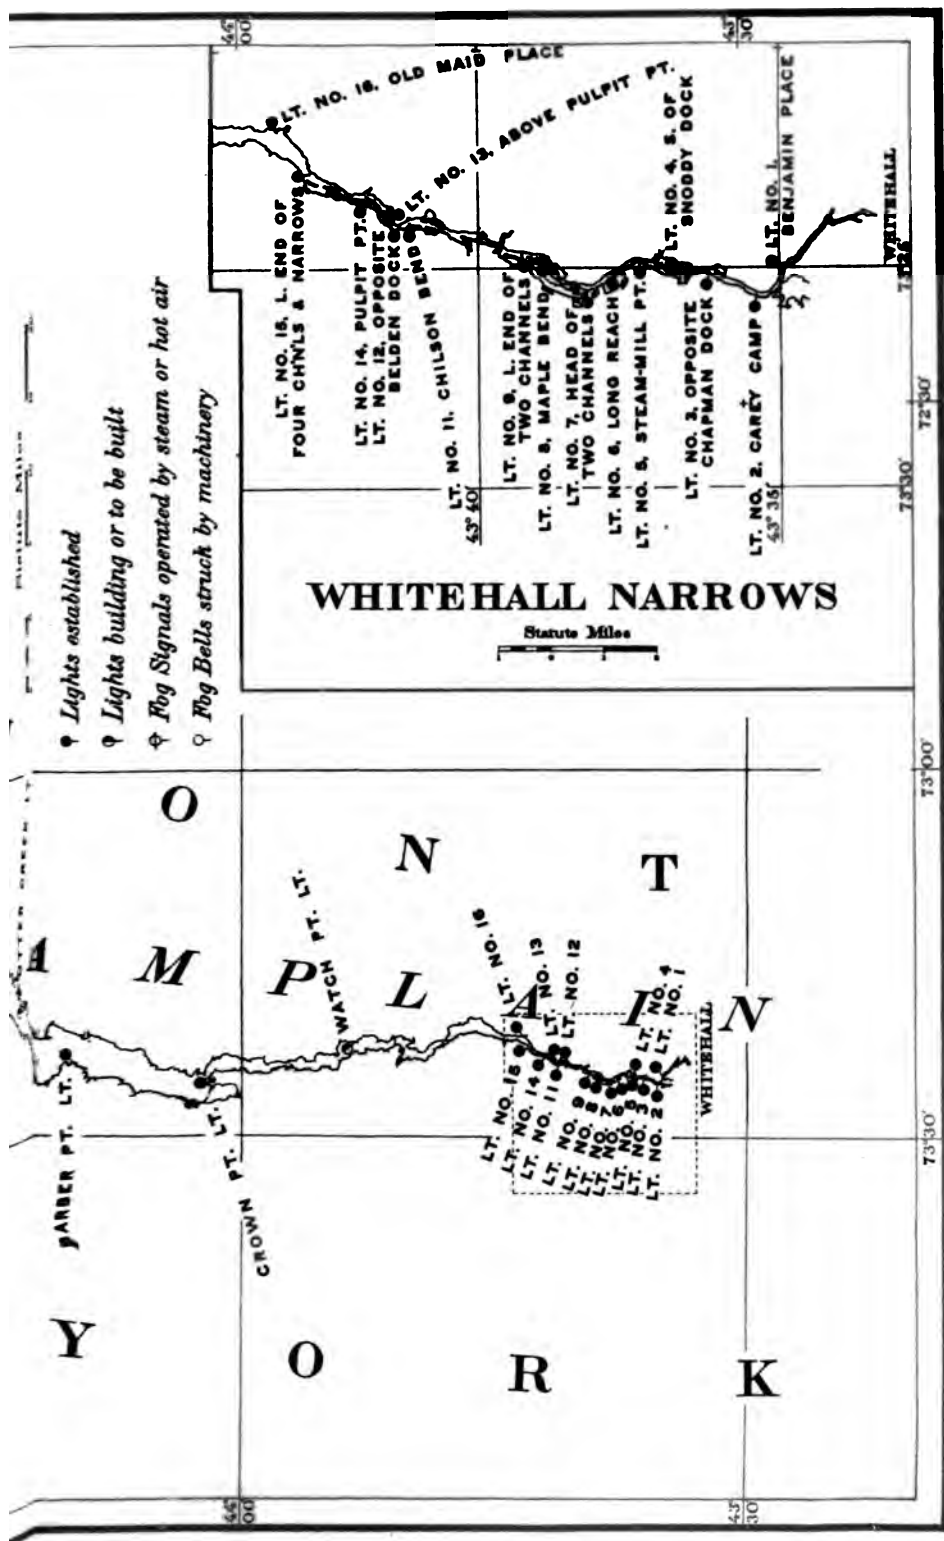 44°
00'
43°
30'
LT. NO. 16, OLD MAID PLACE
LT. NO. 13, ABOVE PULPIT PT.
LT. NO. 4, S. OF
SNODDY DOCK
LT. NO. 1,
BENJAMIN PLACE
WHITEHALL
LT. NO. 15, L. END OF
FOUR CH'N'LS & NARROWS
LT. NO. 14, PULPIT PT.
LT. NO. 12, OPPOSITE
BELDEN DOCK
LT. NO. 11, CHILSON BEND
LT. NO. 9, L. END OF
TWO CHANNELS
LT. NO. 8, MAPLE BEND
LT. NO. 7, HEAD OF
TWO CHANNELS
LT. NO. 6, LONG REACH
LT. NO. 5, STEAM-MILL PT.
LT. NO. 3, OPPOSITE
CHAPMAN DOCK
LT. NO. 2, CAREY CAMP
43° 40'
43° 35'
72°30'
73°30'
WHITEHALL NARROWS
Statute Miles
Lights established
Lights building or to be built
Fog Signals operated by steam or hot air
Fog Bells struck by machinery
73°00'
O N T
M P L A I N
WATCH PT. LT.
LT. NO. 16
LT. NO. 13
LT. NO. 12
LT. NO. 4
LT. NO. 1
WHITEHALL
LT. NO. 15
LT. NO. 14
LT. NO. 11
LT. NO. 9
LT. NO. 8
LT. NO. 7
LT. NO. 6
LT. NO. 5
LT. NO. 3
LT. NO. 2
BARBER PT. LT.
CROWN PT. LT.
73°30'
Y O R K
44°
00'
43°
30'